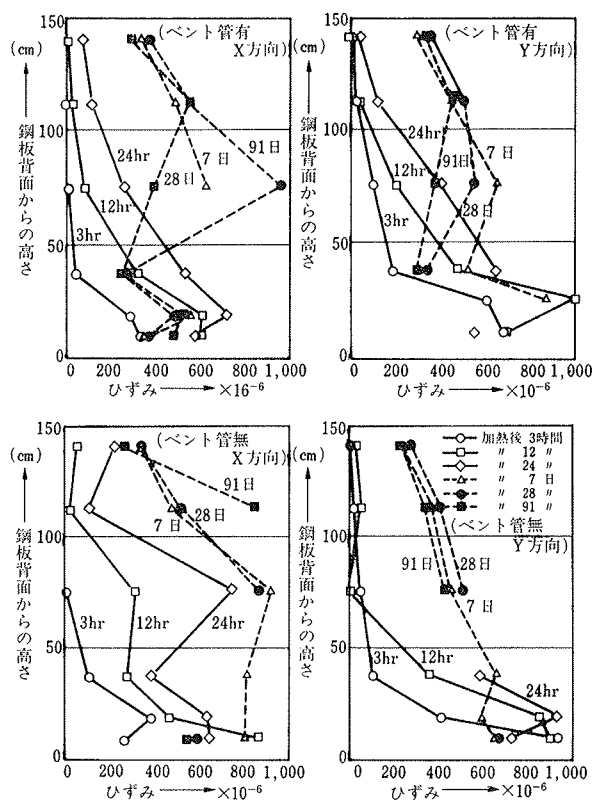 150
(cm)
鋼板背面からの高さ
100
50
0
(ベント管有
X方向)
24hr
12hr
3hr
91日
7日
28日
0 200 400 600 800 1,000
ひずみ ×16⁻⁶
150
(cm)
鋼板背面からの高さ
100
50
0
(ベント管有
Y方向)
24hr
12hr
3hr
91日
7日
28日
0 200 400 600 800 1,000
ひずみ ×10⁻⁶
150
(cm)
鋼板背面からの高さ
100
50
0
(ベント管無
X方向)
91日
28日
7日
3hr
12hr
24hr
0 200 400 600 800 1,000
ひずみ ×10⁻⁶
150
(cm)
鋼板背面からの高さ
100
50
0
加熱後 3時間
〃 12 〃
〃 24 〃
〃 7 日
〃 28 〃
〃 91 〃
(ベント管無
Y方向)
91日
28日
7日
3hr
12hr
24hr
0 200 400 600 800 1,000
ひずみ ×10⁻⁶